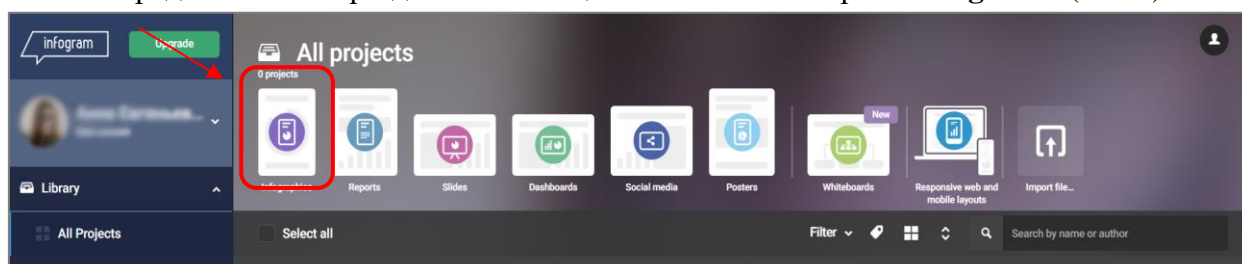 infogram
Upgrade
All projects
0 projects
New
Infographics
Reports
Slides
Dashboards
Social media
Posters
Whiteboards
Responsive web and
mobile layouts
Import file...
Library
All Projects
Select all
Filter
Search by name or author